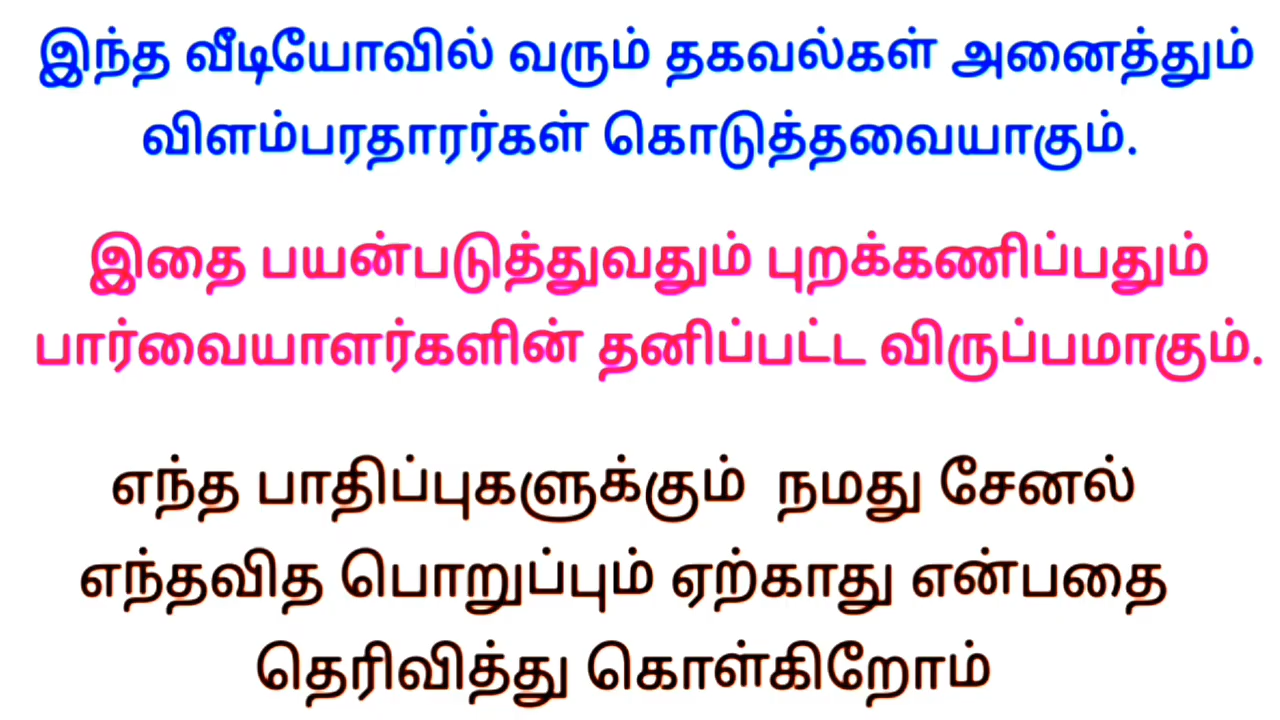 இந்த வீடியோவில் வரும் தகவல்கள் அனைத்தும்
விளம்பரதாரர்கள் கொடுத்தவையாகும்.
இதை பயன்படுத்துவதும் புறக்கணிப்பதும்
பார்வையாளர்களின் தனிப்பட்ட விருப்பமாகும்.
எந்த பாதிப்புகளுக்கும் நமது சேனல்
எந்தவித பொறுப்பும் ஏற்காது என்பதை
தெரிவித்து கொள்கிறோம்